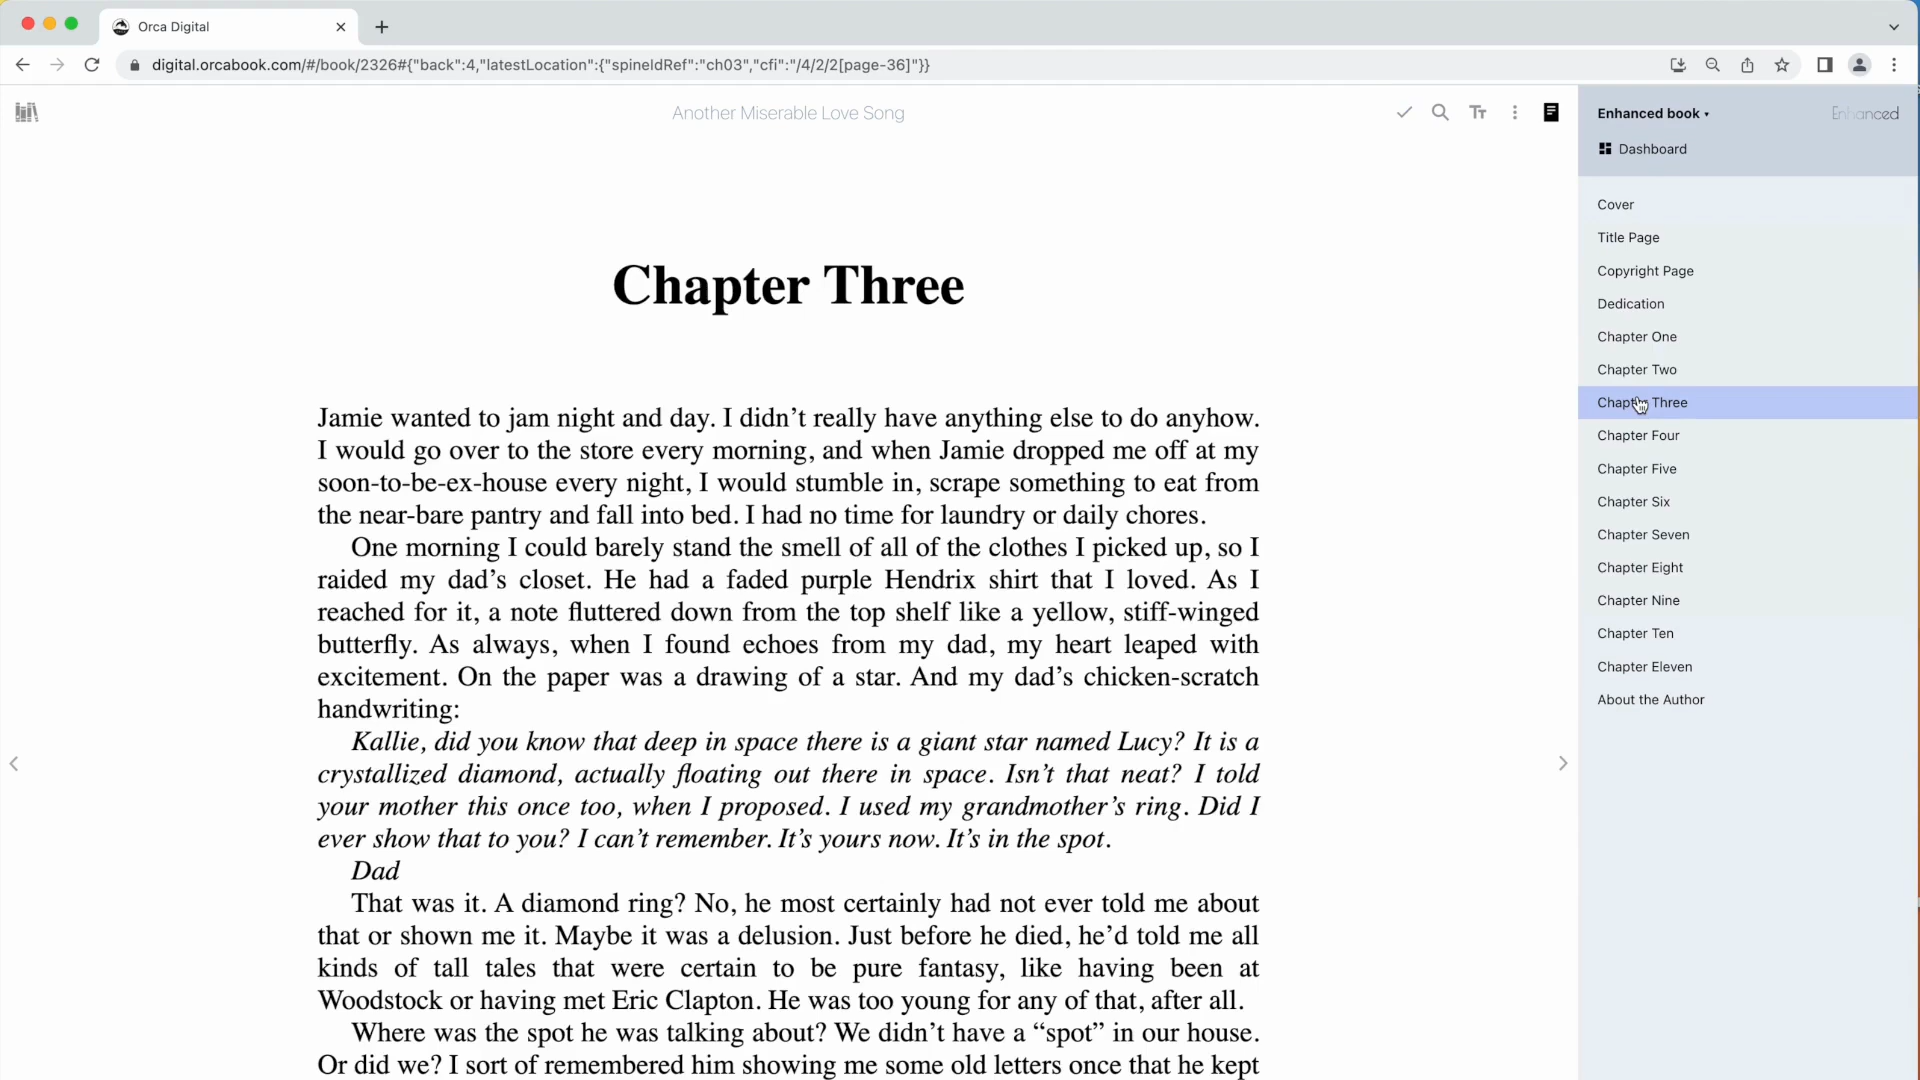 Orca Digital
digital.orcabook.com/#/book/2326#{"back":4,"latestLocation":{"spineIdRef":"ch03","cfi":"/4/2/2[page-36]"}}
Another Miserable Love Song
Enhanced book
Enhanced
Dashboard
Chapter Three
Jamie wanted to jam night and day. I didn’t really have anything else to do anyhow.
I would go over to the store every morning, and when Jamie dropped me off at my
soon-to-be-ex-house every night, I would stumble in, scrape something to eat from
the near-bare pantry and fall into bed. I had no time for laundry or daily chores.
One morning I could barely stand the smell of all of the clothes I picked up, so I
raided my dad’s closet. He had a faded purple Hendrix shirt that I loved. As I
reached for it, a note fluttered down from the top shelf like a yellow, stiff-winged
butterfly. As always, when I found echoes from my dad, my heart leaped with
excitement. On the paper was a drawing of a star. And my dad’s chicken-scratch
handwriting:
Kallie, did you know that deep in space there is a giant star named Lucy? It is a
crystallized diamond, actually floating out there in space. Isn’t that neat? I told
your mother this once too, when I proposed. I used my grandmother’s ring. Did I
ever show that to you? I can’t remember. It’s yours now. It’s in the spot.
Dad
That was it. A diamond ring? No, he most certainly had not ever told me about
that or shown me it. Maybe it was a delusion. Just before he died, he’d told me all
kinds of tall tales that were certain to be pure fantasy, like having been at
Woodstock or having met Eric Clapton. He was too young for any of that, after all.
Where was the spot he was talking about? We didn’t have a “spot” in our house.
Or did we? I sort of remembered him showing me some old letters once that he kept
Cover
Title Page
Copyright Page
Dedication
Chapter One
Chapter Two
Chapter Three
Chapter Four
Chapter Five
Chapter Six
Chapter Seven
Chapter Eight
Chapter Nine
Chapter Ten
Chapter Eleven
About the Author